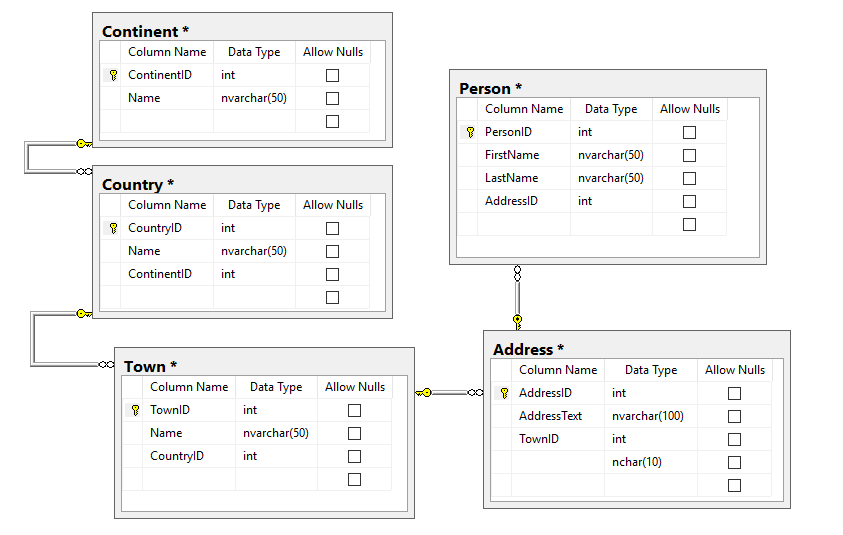 Continent *
Column Name Data Type Allow Nulls
ContinentID int
Name nvarchar(50)
Country *
Column Name Data Type Allow Nulls
CountryID int
Name nvarchar(50)
ContinentID int
Town *
Column Name Data Type Allow Nulls
TownID int
Name nvarchar(50)
CountryID int
Person *
Column Name Data Type Allow Nulls
PersonID int
FirstName nvarchar(50)
LastName nvarchar(50)
AddressID int
Address *
Column Name Data Type Allow Nulls
AddressID int
AddressText nvarchar(100)
TownID int
nchar(10)